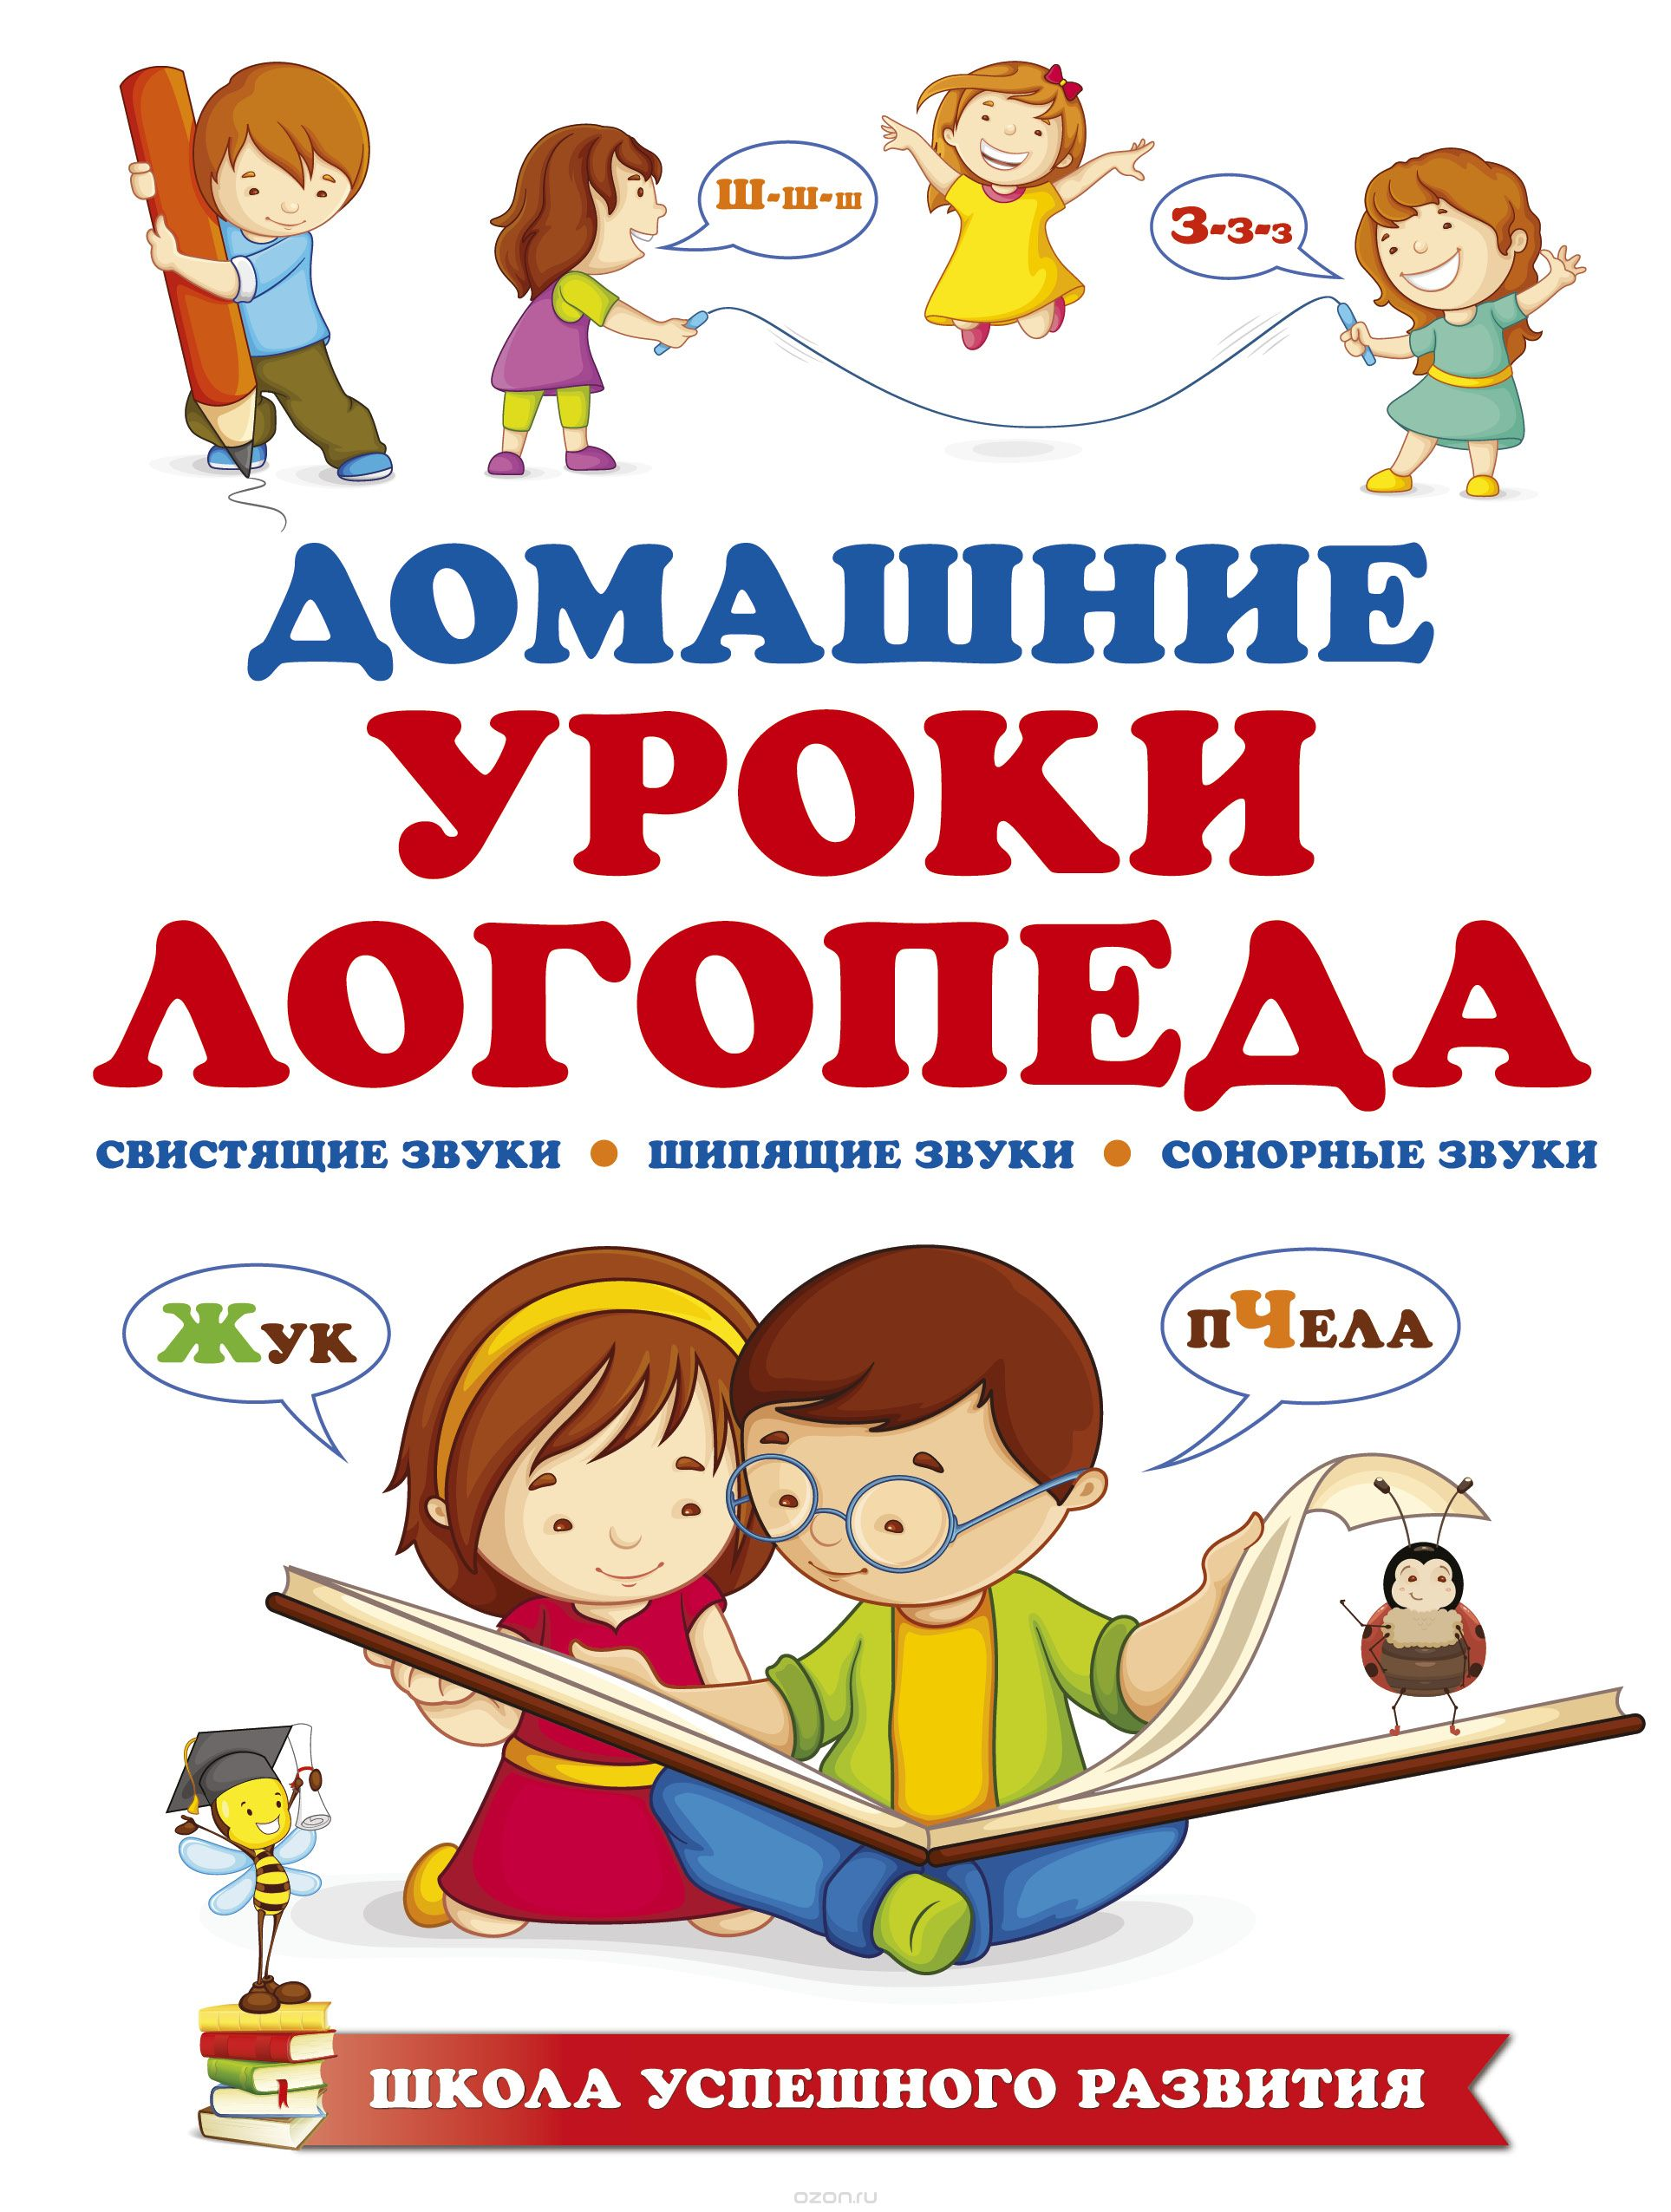 Ш-ш-ш
З-з-з
ДОМАШНИЕ
УРОКИ
ЛОГОПЕДА
СВИСТЯЩИЕ ЗВУКИ • ШИПЯЩИЕ ЗВУКИ • СОНОРНЫЕ ЗВУКИ
ЖУК
ПЧЕЛА
ШКОЛА УСПЕШНОГО РАЗВИТИЯ
ozon.ru